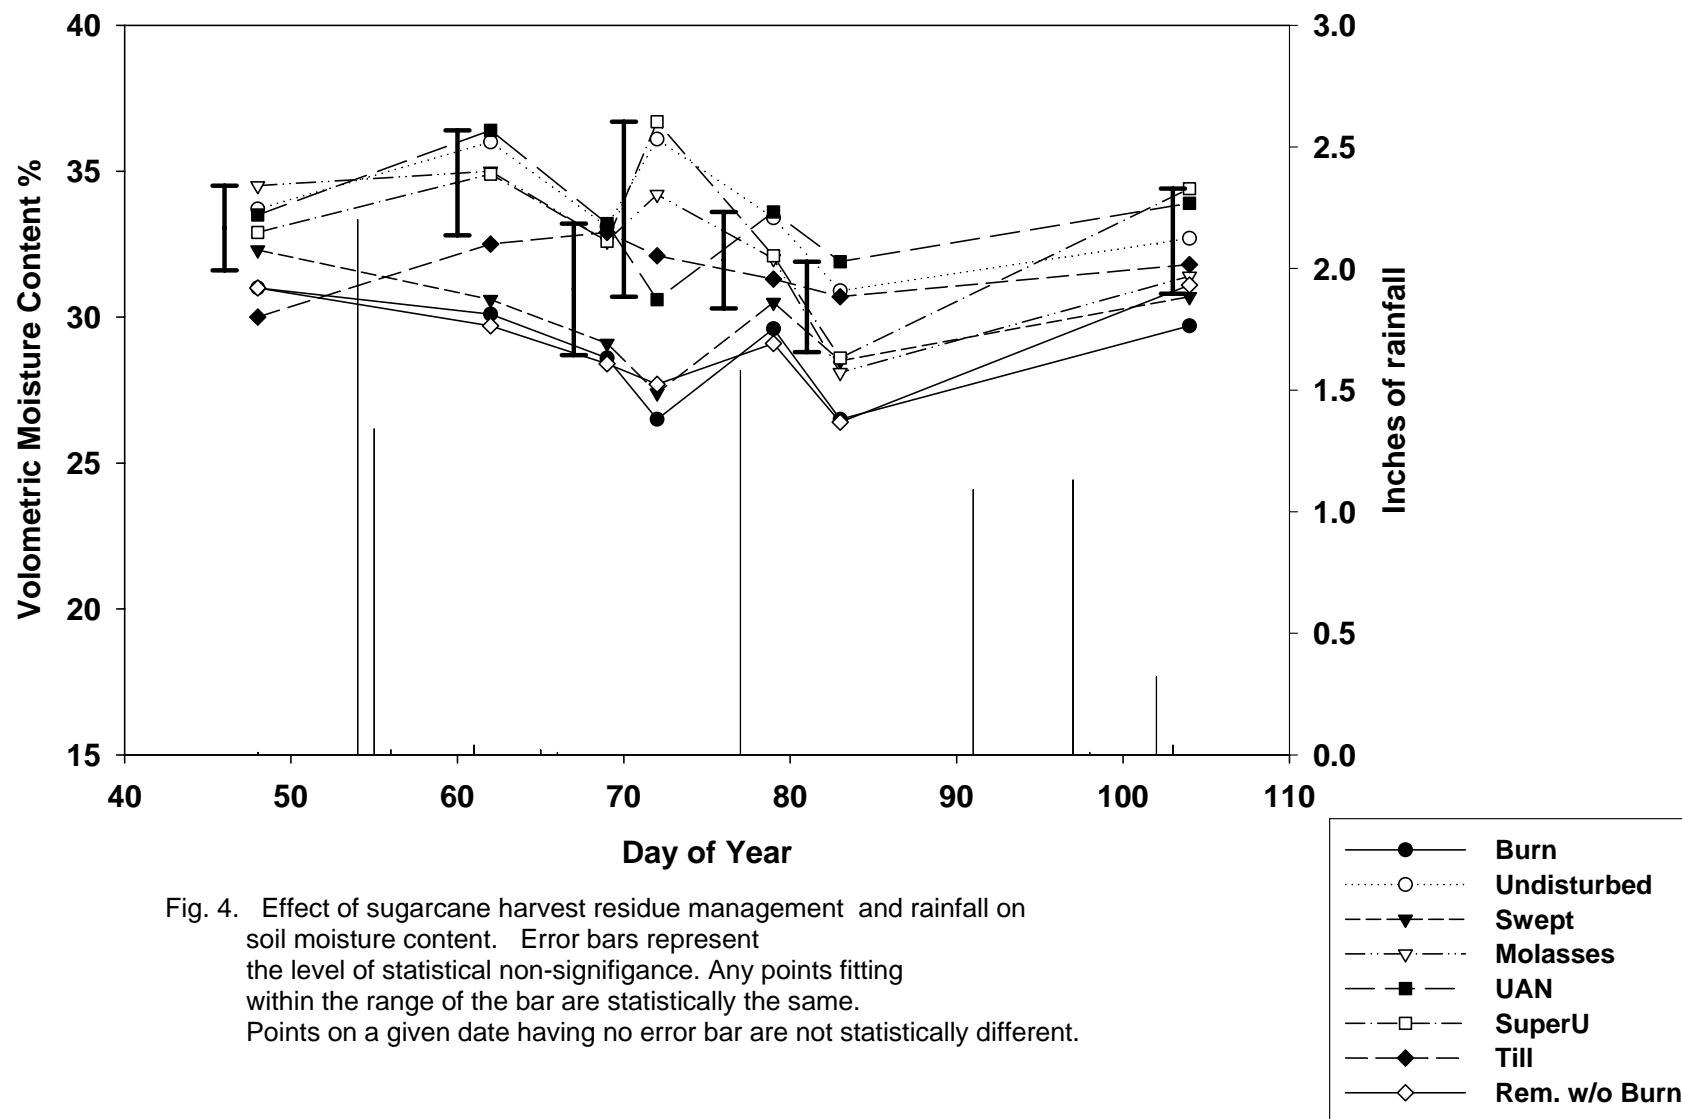 40
35
30
25
20
15
Volometric Moisture Content %
3.0
2.5
2.0
1.5
1.0
0.5
0.0
Inches of rainfall
40 50 60 70 80 90 100 110
Day of Year
Fig. 4. Effect of sugarcane harvest residue management and rainfall on
soil moisture content. Error bars represent
the level of statistical non-signifigance. Any points fitting
within the range of the bar are statistically the same.
Points on a given date having no error bar are not statistically different.
Burn
Undisturbed
Swept
Molasses
UAN
SuperU
Till
Rem. w/o Burn